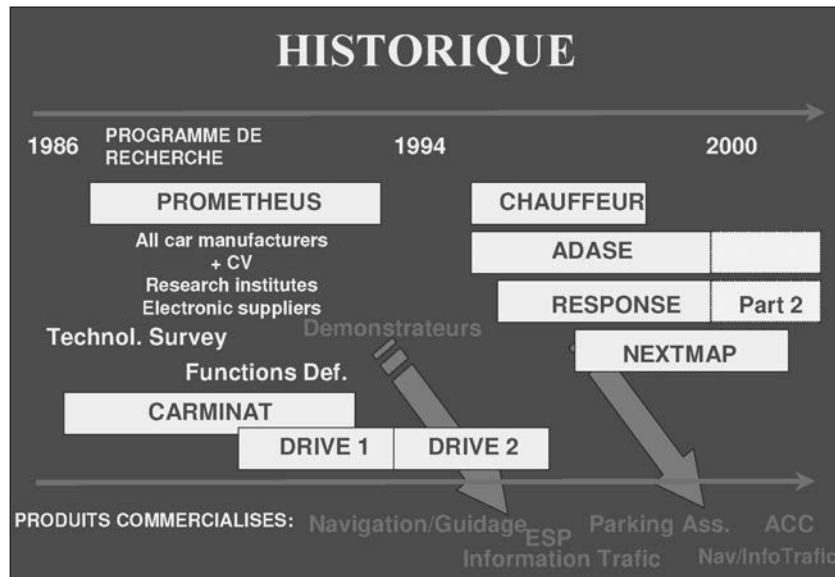 HISTORIQUE
1986 PROGRAMME DE RECHERCHE 1994 2000
PROMETHEUS CHAUFFEUR
All car manufacturers
+ CV
Research institutes
Electronic suppliers
ADASE
RESPONSE Part 2
Technol. Survey
Demonstrateurs
NEXTMAP
Functions Def.
CARMINAT
DRIVE 1 DRIVE 2
PRODUITS COMMERCIALISES: Navigation/Guidage ESP Parking Ass. ACC
Information Trafic Nav/InfoTrafic